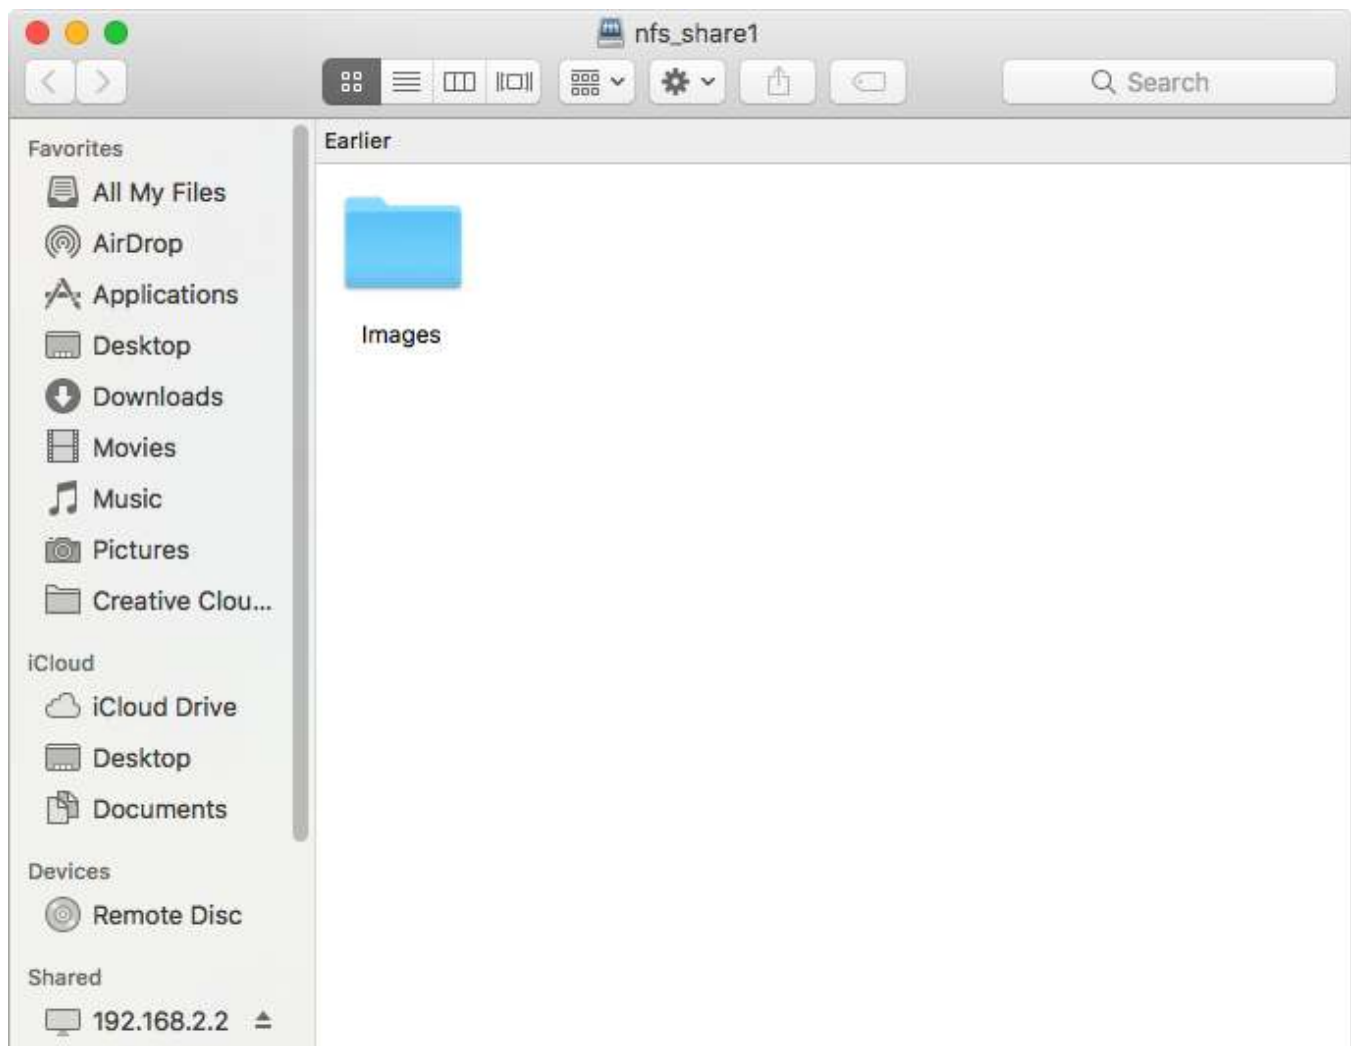 nfs_share1
Search
Favorites
All My Files
AirDrop
Applications
Desktop
Downloads
Movies
Music
Pictures
Creative Clou...
iCloud
iCloud Drive
Desktop
Documents
Devices
Remote Disc
Shared
192.168.2.2
Earlier
Images